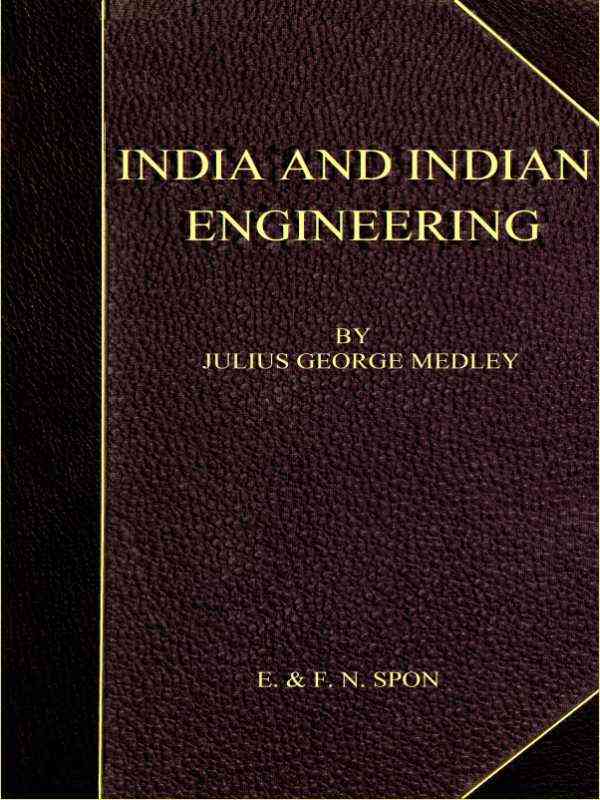 INDIA AND INDIAN
ENGINEERING
BY
JULIUS GEORGE MEDLEY
E. & F. N. SPON